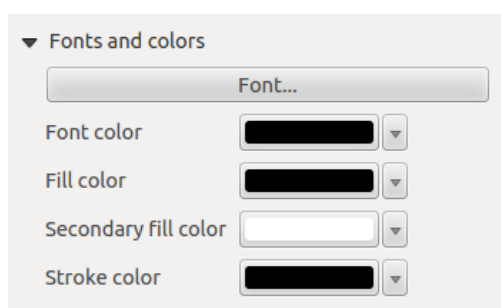 Fonts and colors
Font...
Font color
Fill color
Secondary fill color
Stroke color